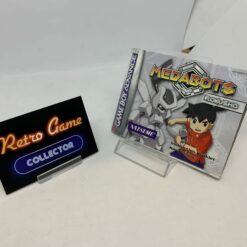 Retro Game
COLLECTOR
GAME BOY ADVANCE
MEDABOTS
ROKUSHO
NATSUME